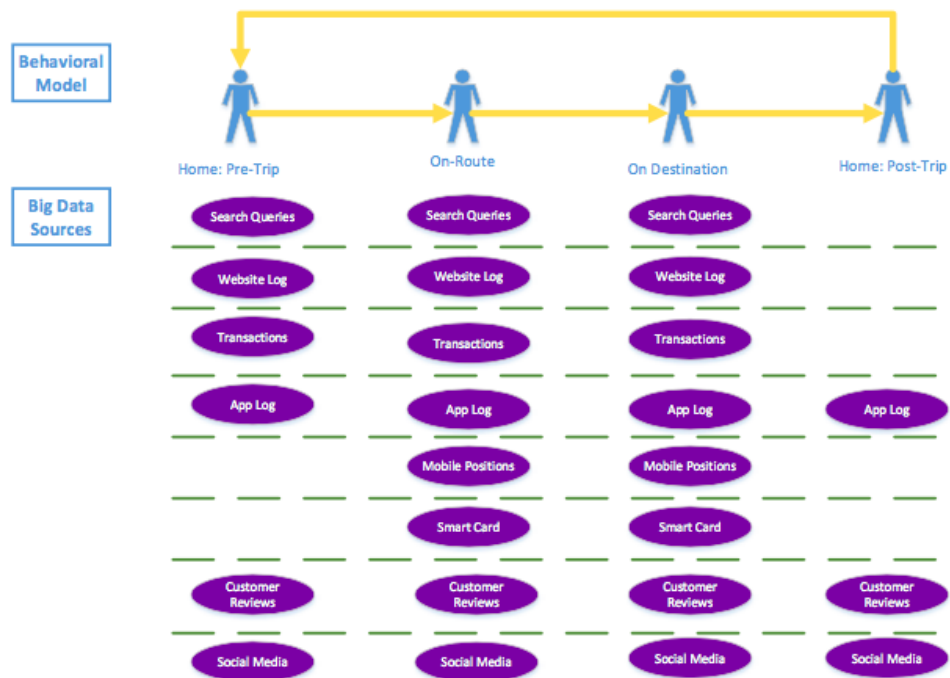 Behavioral
Model
Home: Pre-Trip
On-Route
On Destination
Home: Post-Trip
Big Data
Sources
Search Queries
Search Queries
Search Queries
Website Log
Website Log
Website Log
Transactions
Transactions
Transactions
App Log
App Log
App Log
App Log
Mobile Positions
Mobile Positions
Smart Card
Smart Card
Customer
Reviews
Customer
Reviews
Customer
Reviews
Customer
Reviews
Social Media
Social Media
Social Media
Social Media